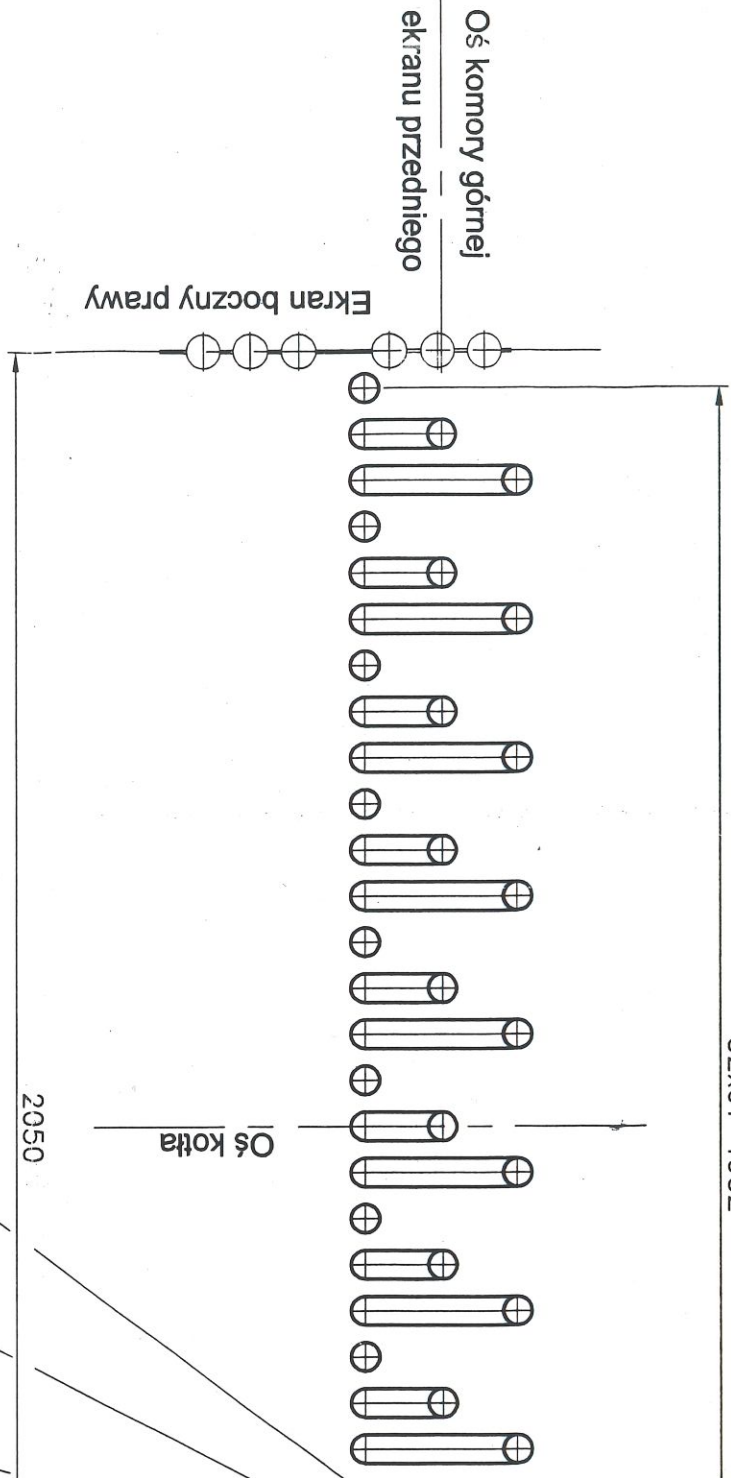 Oś komory górnej
ekranu przedniego
Ekran boczny prawy
Oś kotła
2050